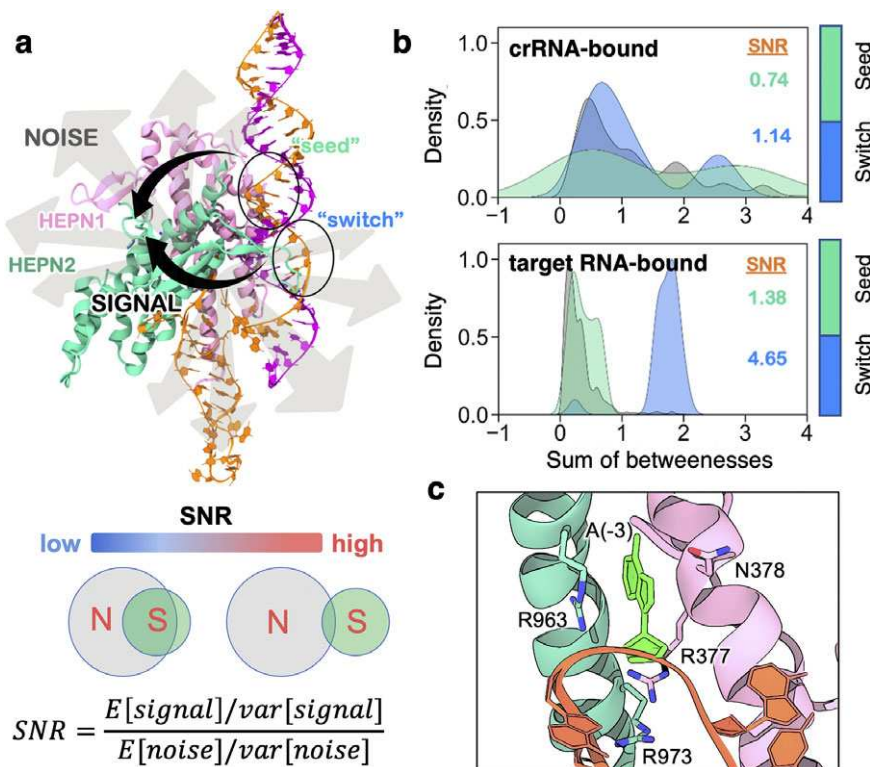 a
NOISE
"seed"
HEPN1
"switch"
HEPN2
SIGNAL
SNR
low
high
N
S
N
S
SNR = E[signal]/var[signal] / E[noise]/var[noise]
b
1.0
crRNA-bound
SNR
0.74
1.14
0.5
0.0
Density
−1
0
1
2
3
4
Seed
Switch
1.0
target RNA-bound
SNR
1.38
4.65
0.5
0.0
Density
−1
0
1
2
3
4
Sum of betweenesses
Seed
Switch
c
A(-3)
N378
R963
R377
R973